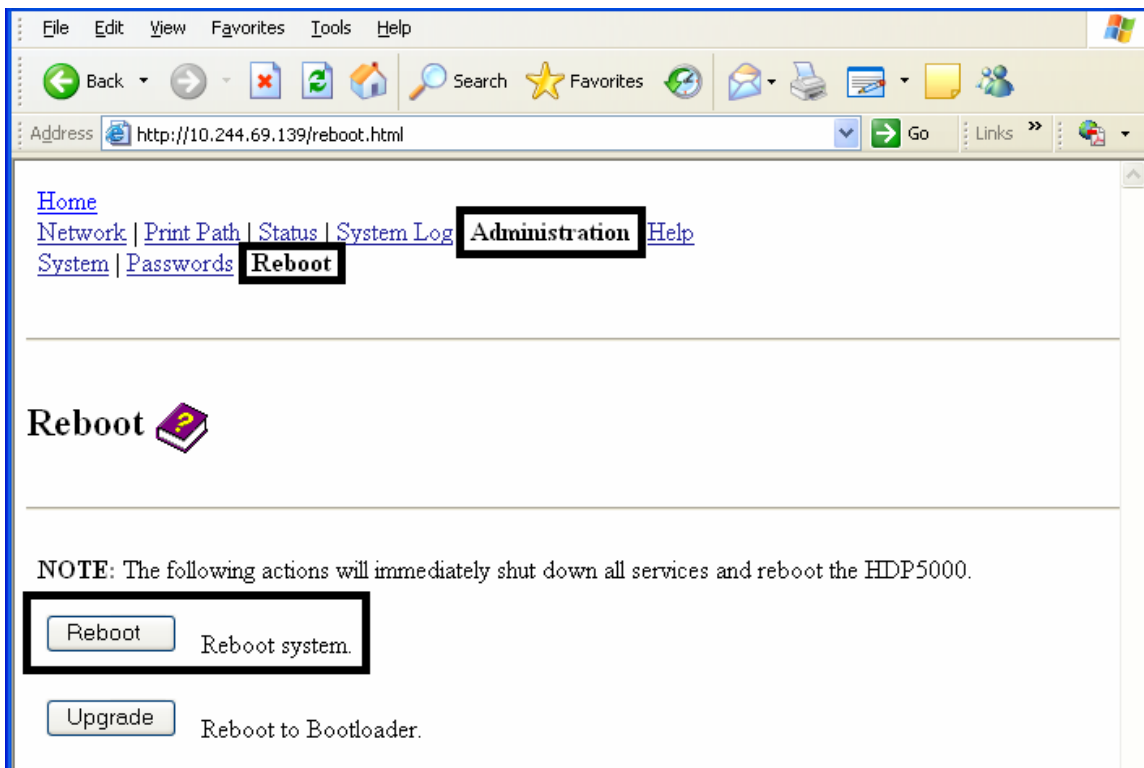 File Edit View Favorites Tools Help
Back Search Favorites
Address http://10.244.69.139/reboot.html Go Links »
Home
Network | Print Path | Status | System Log Administration Help
System | Passwords Reboot
Reboot ?
NOTE: The following actions will immediately shut down all services and reboot the HDP5000.
Reboot Reboot system.
Upgrade Reboot to Bootloader.